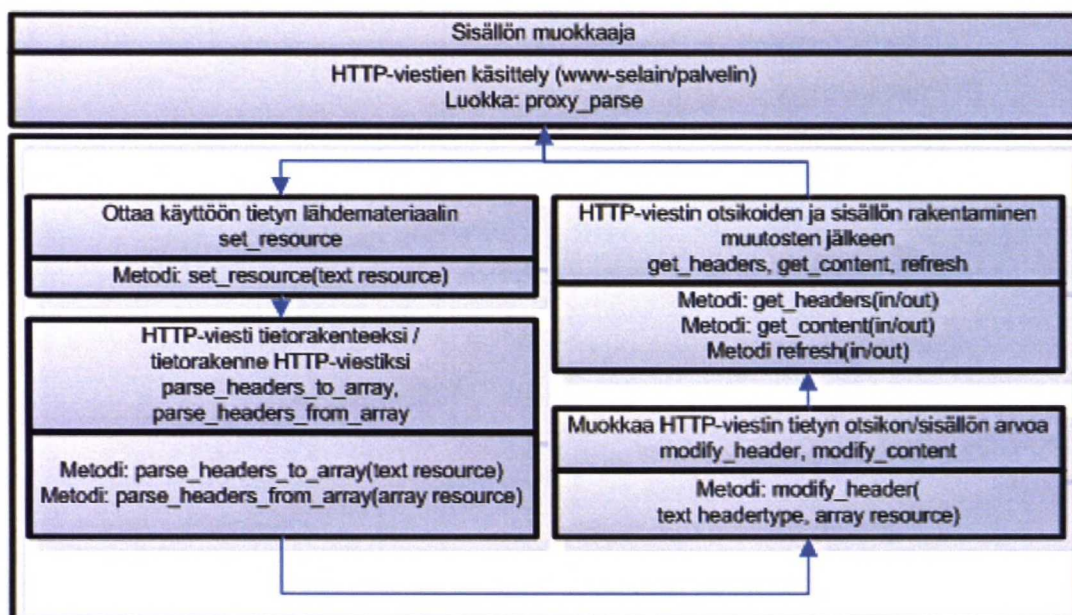 Sisällön muokkaaja
HTTP-viestien käsittely (www-selain/palvelin)
Luokka: proxy_parse
Ottaa käyttöön tietyn lähdemateriaalin
set_resource
Metodi: set_resource(text resource)
HTTP-viesti tietorakenteeksi /
tietorakenne HTTP-viestiksi
parse_headers_to_array,
parse_headers_from_array
Metodi: parse_headers_to_array(text resource)
Metodi: parse_headers_from_array(array resource)
HTTP-viestin otsikoiden ja sisällön rakentaminen
muutosten jälkeen
get_headers, get_content, refresh
Metodi: get_headers(in/out)
Metodi: get_content(in/out)
Metodi refresh(in/out)
Muokkaa HTTP-viestin tietyn otsikon/sisällön arvoa
modify_header, modify_content
Metodi: modify_header(
text headertype, array resource)